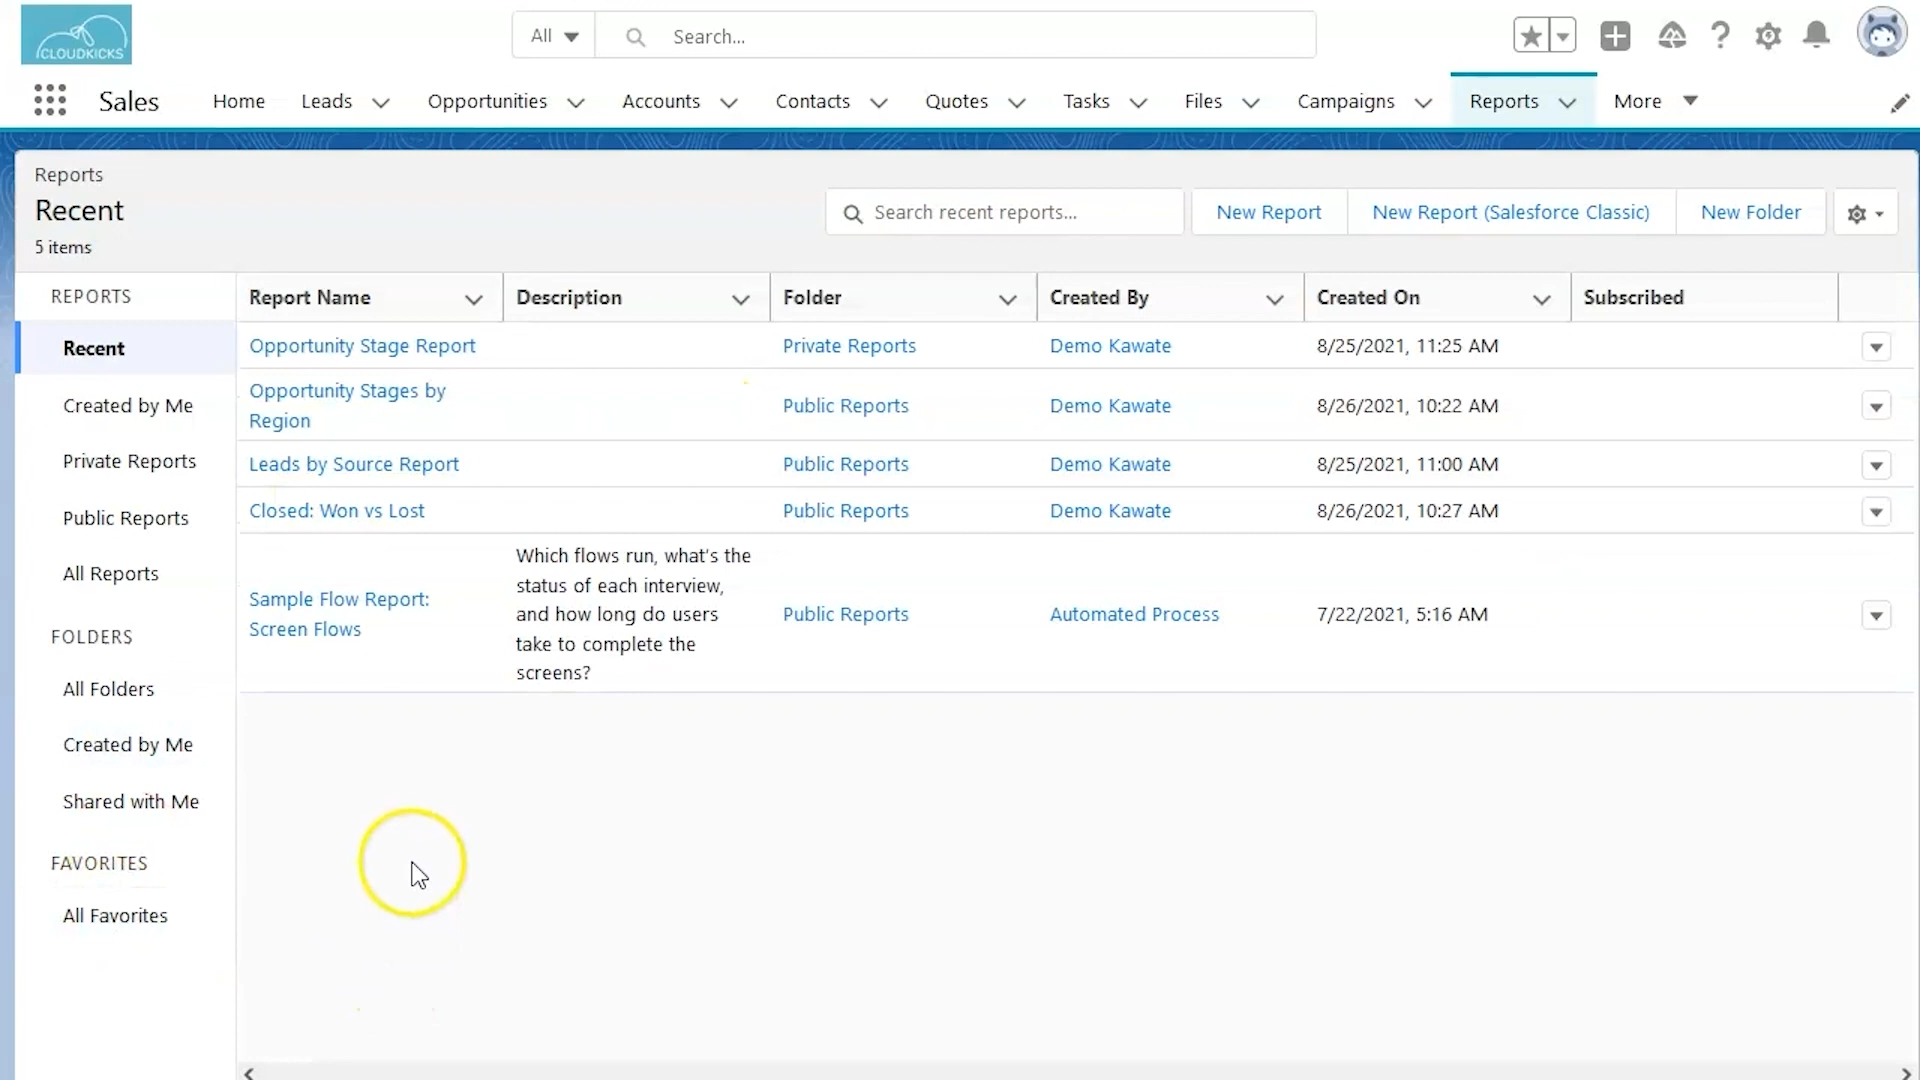 CLOUDKICKS
All
Search...
Sales
Home
Leads
Opportunities
Accounts
Contacts
Quotes
Tasks
Files
Campaigns
Reports
More
Reports
Recent
5 items
Search recent reports...
New Report
New Report (Salesforce Classic)
New Folder
REPORTS
Recent
Created by Me
Private Reports
Public Reports
All Reports
FOLDERS
All Folders
Created by Me
Shared with Me
FAVORITES
All Favorites
Report Name
Description
Folder
Created By
Created On
Subscribed
Opportunity Stage Report
Private Reports
Demo Kawate
8/25/2021, 11:25 AM
Opportunity Stages by
Region
Public Reports
Demo Kawate
8/26/2021, 10:22 AM
Leads by Source Report
Public Reports
Demo Kawate
8/25/2021, 11:00 AM
Closed: Won vs Lost
Public Reports
Demo Kawate
8/26/2021, 10:27 AM
Sample Flow Report:
Screen Flows
Which flows run, what's the
status of each interview,
and how long do users
take to complete the
screens?
Public Reports
Automated Process
7/22/2021, 5:16 AM